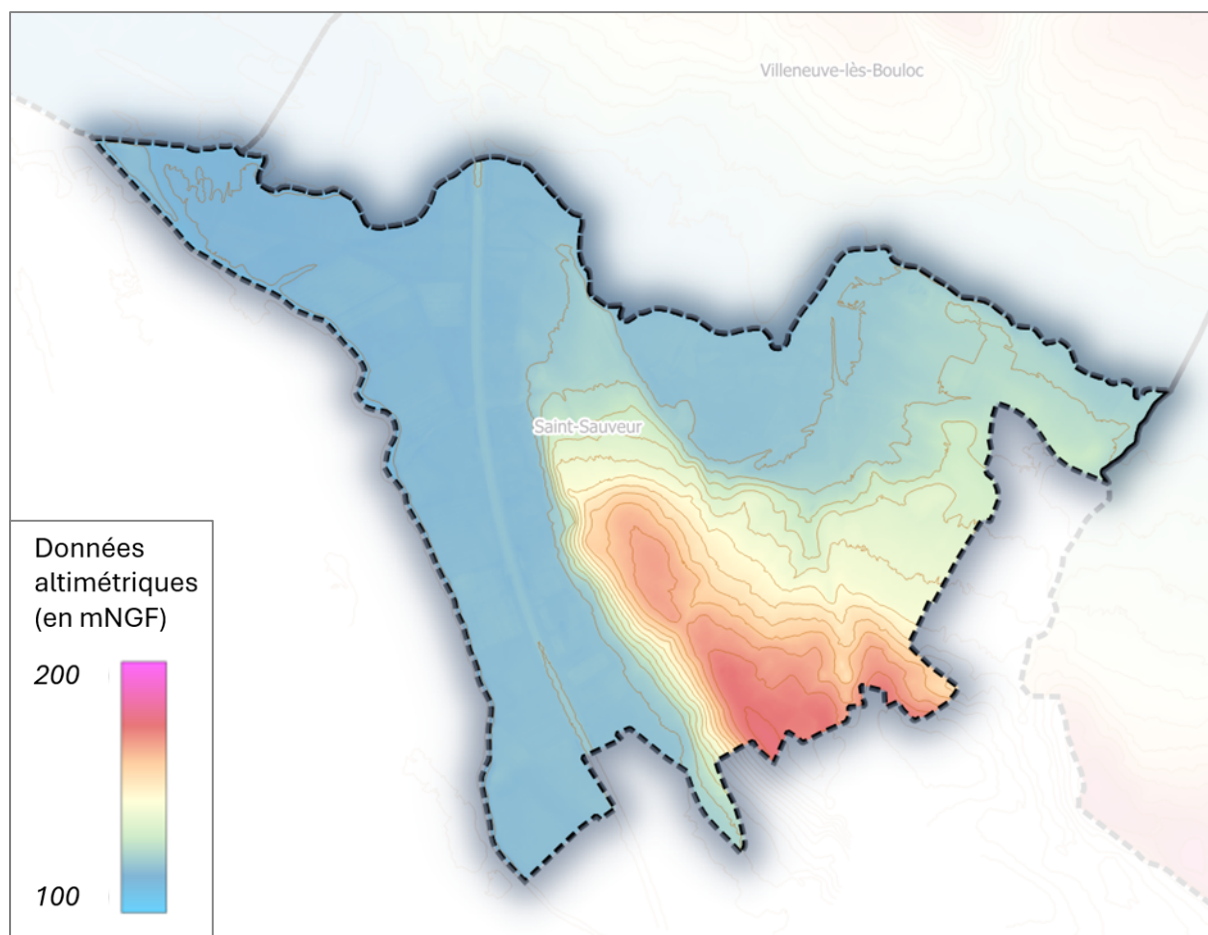 Villeneuve-lès-Bouloc
Saint-Sauveur
Données
altimétriques
(en mNGF)
200
100